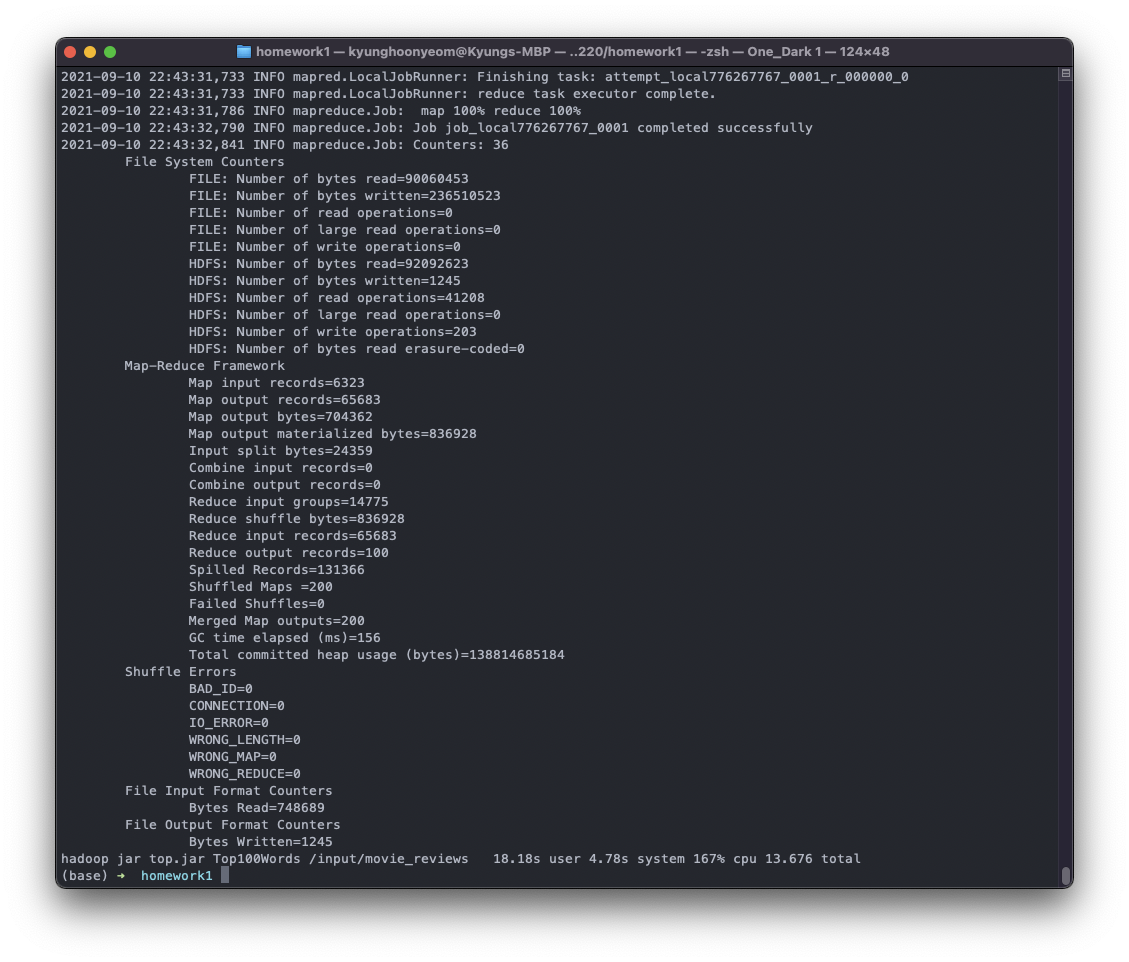 homework1 — kyunghoonyeom@Kyungs-MBP — ..220/homework1 — -zsh — One_Dark 1 — 124×48
2021-09-10 22:43:31,733 INFO mapred.LocalJobRunner: Finishing task: attempt_local776267767_0001_r_000000_0
2021-09-10 22:43:31,733 INFO mapred.LocalJobRunner: reduce task executor complete.
2021-09-10 22:43:31,786 INFO mapreduce.Job:  map 100% reduce 100%
2021-09-10 22:43:32,790 INFO mapreduce.Job: Job job_local776267767_0001 completed successfully
2021-09-10 22:43:32,841 INFO mapreduce.Job: Counters: 36
File System Counters
FILE: Number of bytes read=90060453
FILE: Number of bytes written=236510523
FILE: Number of read operations=0
FILE: Number of large read operations=0
FILE: Number of write operations=0
HDFS: Number of bytes read=92092623
HDFS: Number of bytes written=1245
HDFS: Number of read operations=41208
HDFS: Number of large read operations=0
HDFS: Number of write operations=203
HDFS: Number of bytes read erasure-coded=0
Map-Reduce Framework
Map input records=6323
Map output records=65683
Map output bytes=704362
Map output materialized bytes=836928
Input split bytes=24359
Combine input records=0
Combine output records=0
Reduce input groups=14775
Reduce shuffle bytes=836928
Reduce input records=65683
Reduce output records=100
Spilled Records=131366
Shuffled Maps =200
Failed Shuffles=0
Merged Map outputs=200
GC time elapsed (ms)=156
Total committed heap usage (bytes)=138814685184
Shuffle Errors
BAD_ID=0
CONNECTION=0
IO_ERROR=0
WRONG_LENGTH=0
WRONG_MAP=0
WRONG_REDUCE=0
File Input Format Counters
Bytes Read=748689
File Output Format Counters
Bytes Written=1245
hadoop jar top.jar Top100Words /input/movie_reviews   18.18s user 4.78s system 167% cpu 13.676 total
(base) ➜  homework1